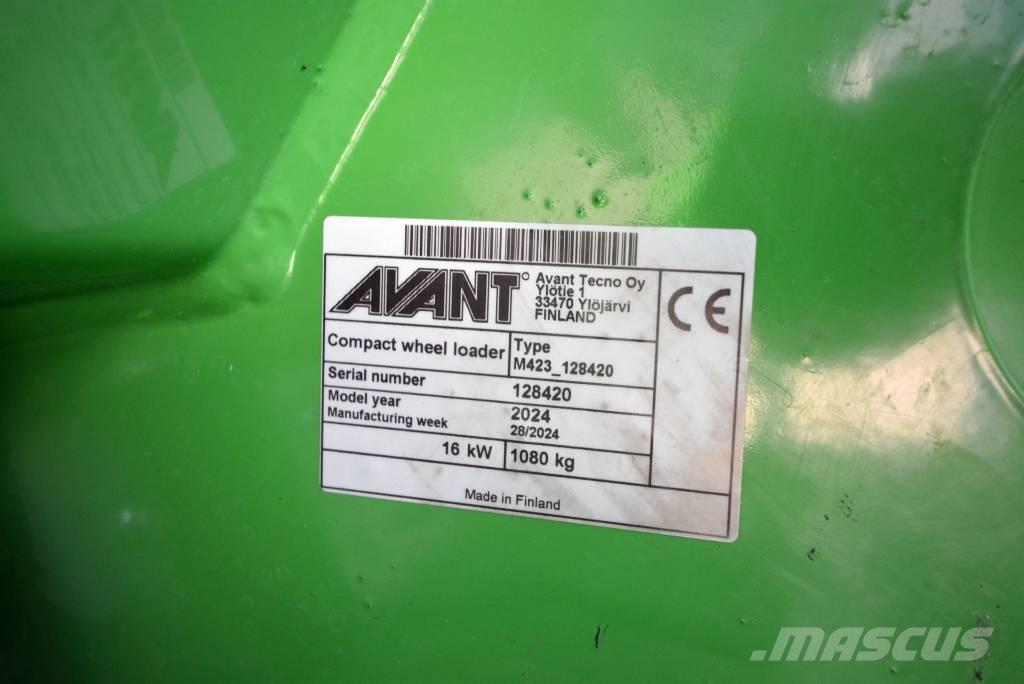 AVANT
Avant Tecno Oy
Ylötie 1
33470 Ylöjärvi
FINLAND
CE
Compact wheel loader
Type
M423_128420
Serial number 128420
Model year 2024
Manufacturing week 28/2024
16 kW 1080 kg
Made in Finland
MASCUS